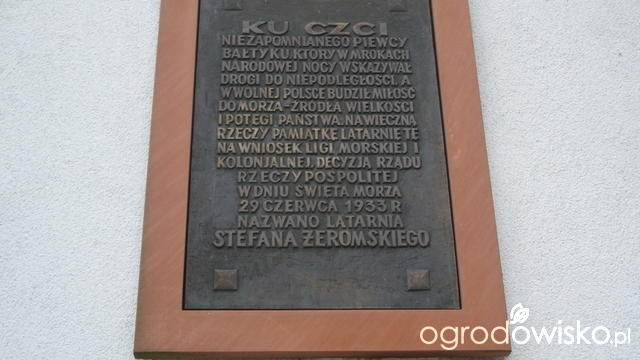 KU CZCI
NIEZAPOMNIANEGO PIEWCY
BAŁTYKU, KTÓRY W MROKACH
NARODOWEJ NOCY WSKAZYWAŁ
DROGI DO NIEPODLEGŁOŚCI, A
W WOLNEJ POLSCE BUDZIŁ MIŁOŚĆ
DO MORZA-ŹRÓDŁA WIELKOŚCI
I POTĘGI PAŃSTWA, NA WIECZNĄ
RZECZY PAMIĄTKĘ LATARNIĘ TĘ
NA WNIOSEK LIGI MORSKIEJ I
KOLONJALNEJ, DECYZJĄ RZĄDU
RZECZYPOSPOLITEJ
W DNIU ŚWIĘTA MORZA
29 CZERWCA 1933 R
NAZWANO LATARNIĄ
STEFANA ŻEROMSKIEGO
ogrodowisko.pl